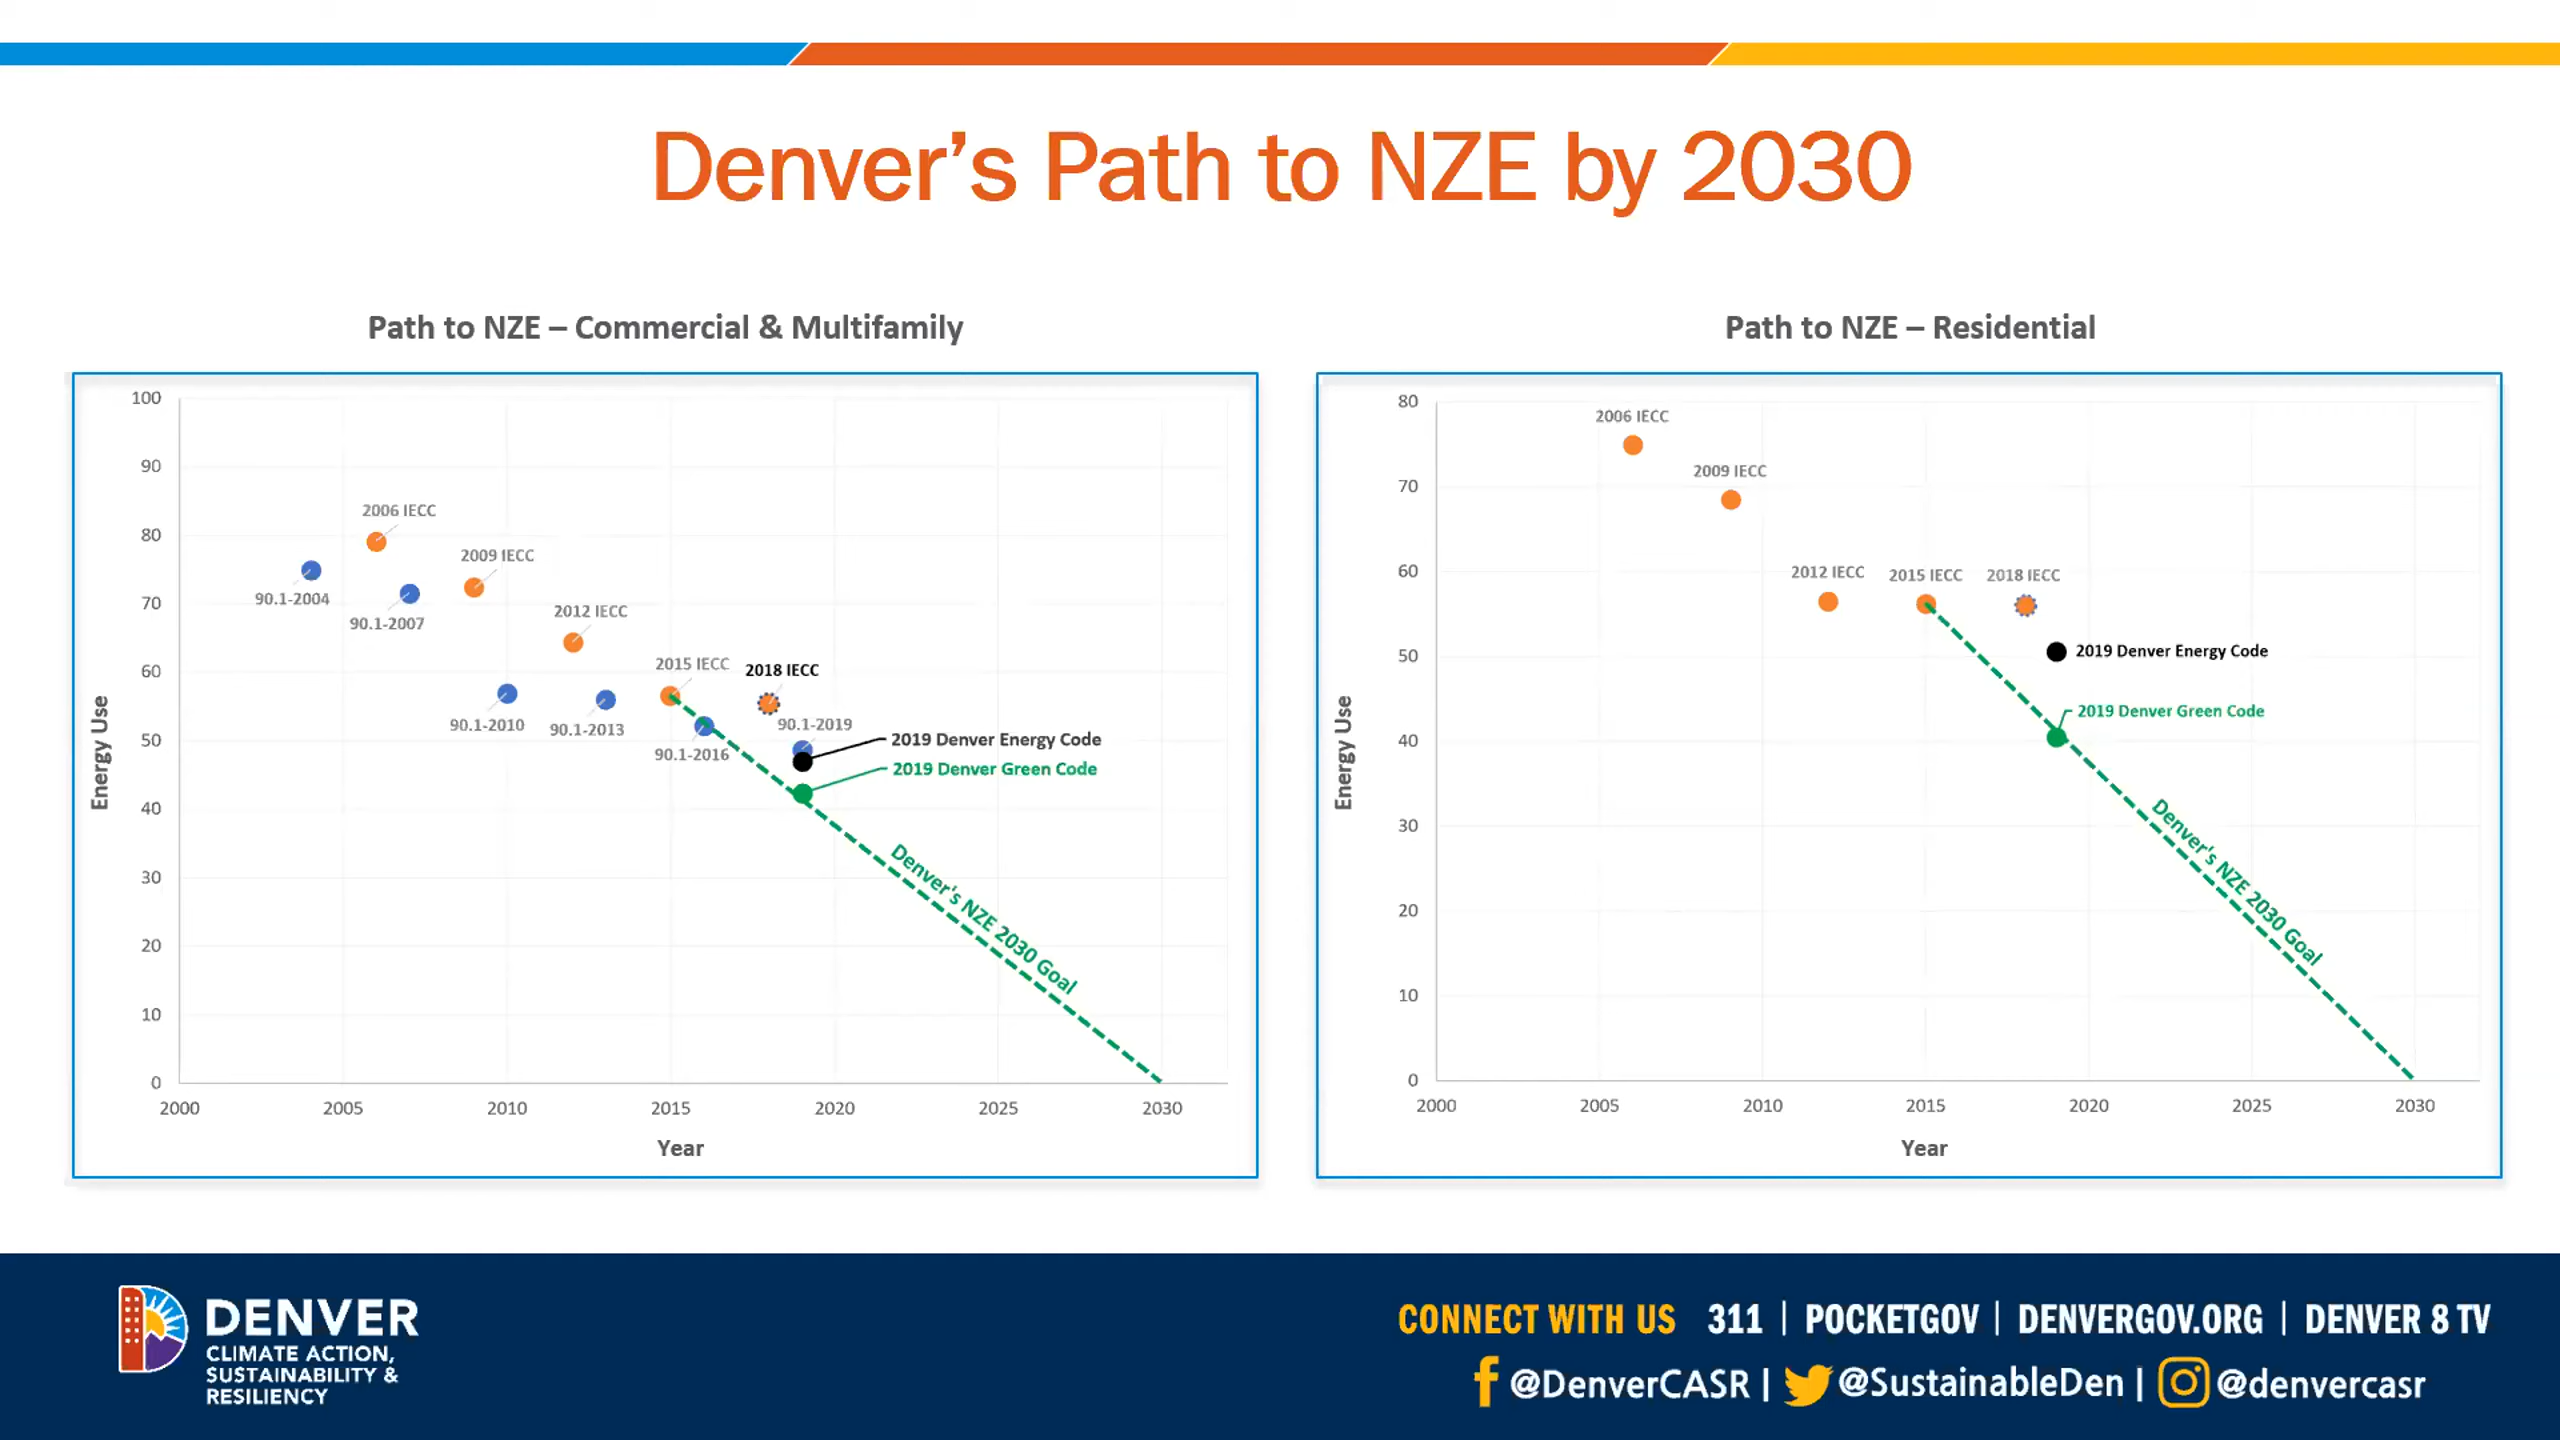 Denver’s Path to NZE by 2030
Path to NZE – Commercial & Multifamily
100
90
80
70
60
50
40
30
20
10
0
Energy Use
2006 IECC
2009 IECC
90.1-2004
90.1-2007
2012 IECC
2015 IECC
2018 IECC
90.1-2010
90.1-2013
90.1-2016
90.1-2019
2019 Denver Energy Code
2019 Denver Green Code
Denver's NZE 2030 Goal
2000 2005 2010 2015 2020 2025 2030
Year
Path to NZE – Residential
80
70
60
50
40
30
20
10
0
Energy Use
2006 IECC
2009 IECC
2012 IECC
2015 IECC
2018 IECC
2019 Denver Energy Code
2019 Denver Green Code
Denver's NZE 2030 Goal
2000 2005 2010 2015 2020 2025 2030
Year
DENVER
CLIMATE ACTION,
SUSTAINABILITY &
RESILIENCY
CONNECT WITH US 311 | POCKETGOV | DENVERGOV.ORG | DENVER 8 TV
@DenverCASR | @SustainableDen | @denvercasr